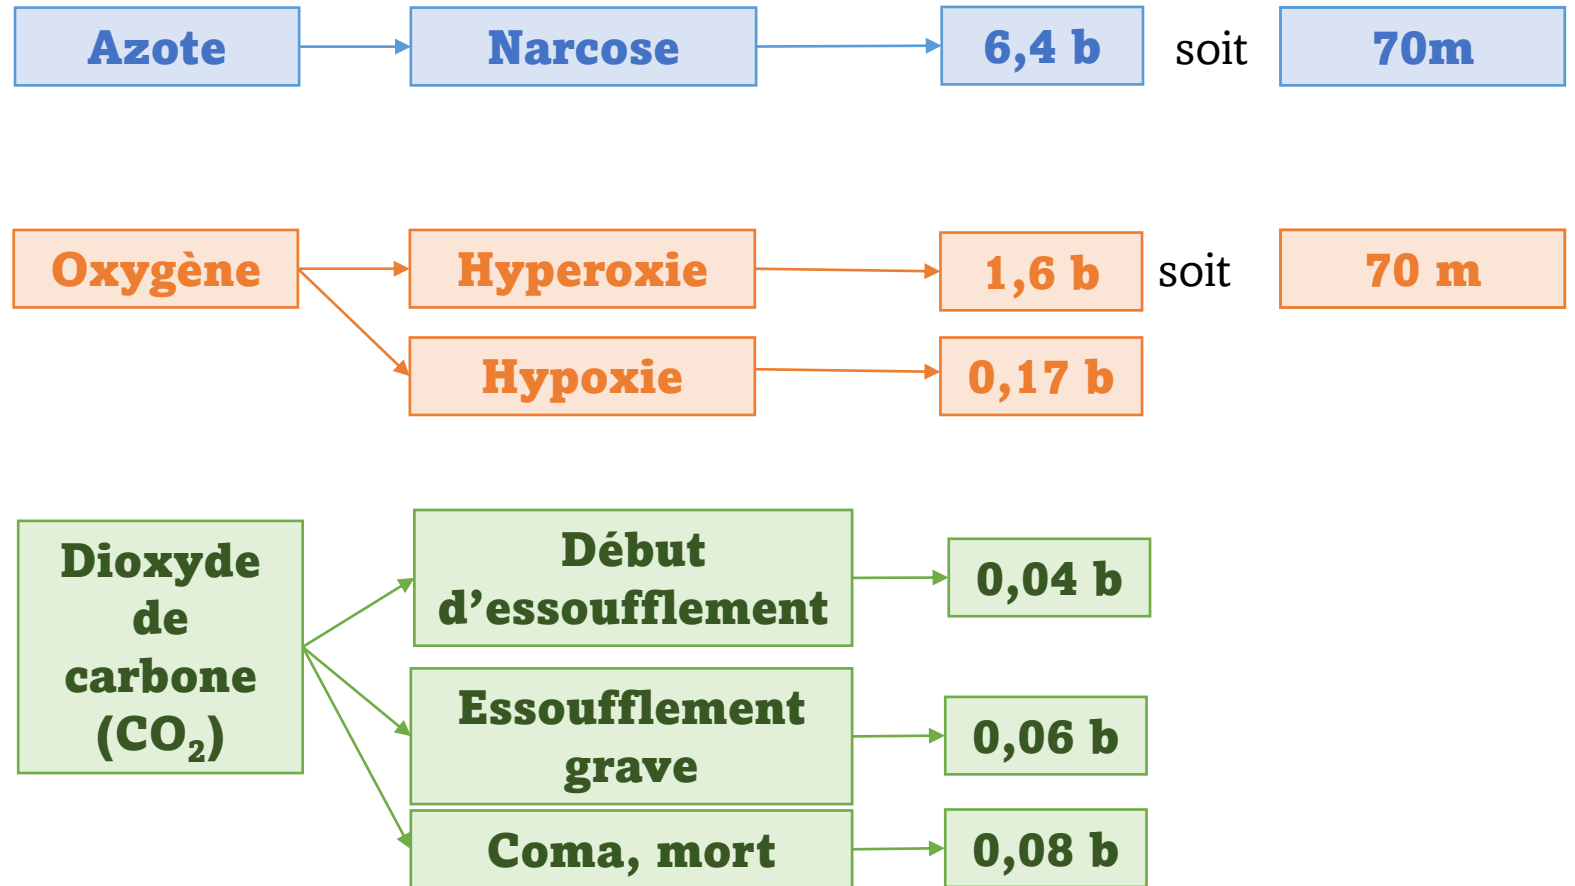 Azote Narcose 6,4 b soit 70m
Oxygène Hyperoxie 1,6 b soit 70 m
Hypoxie 0,17 b
Dioxyde
de
carbone
(CO₂)
Début
d’essoufflement
0,04 b
Essoufflement
grave
0,06 b
Coma, mort 0,08 b